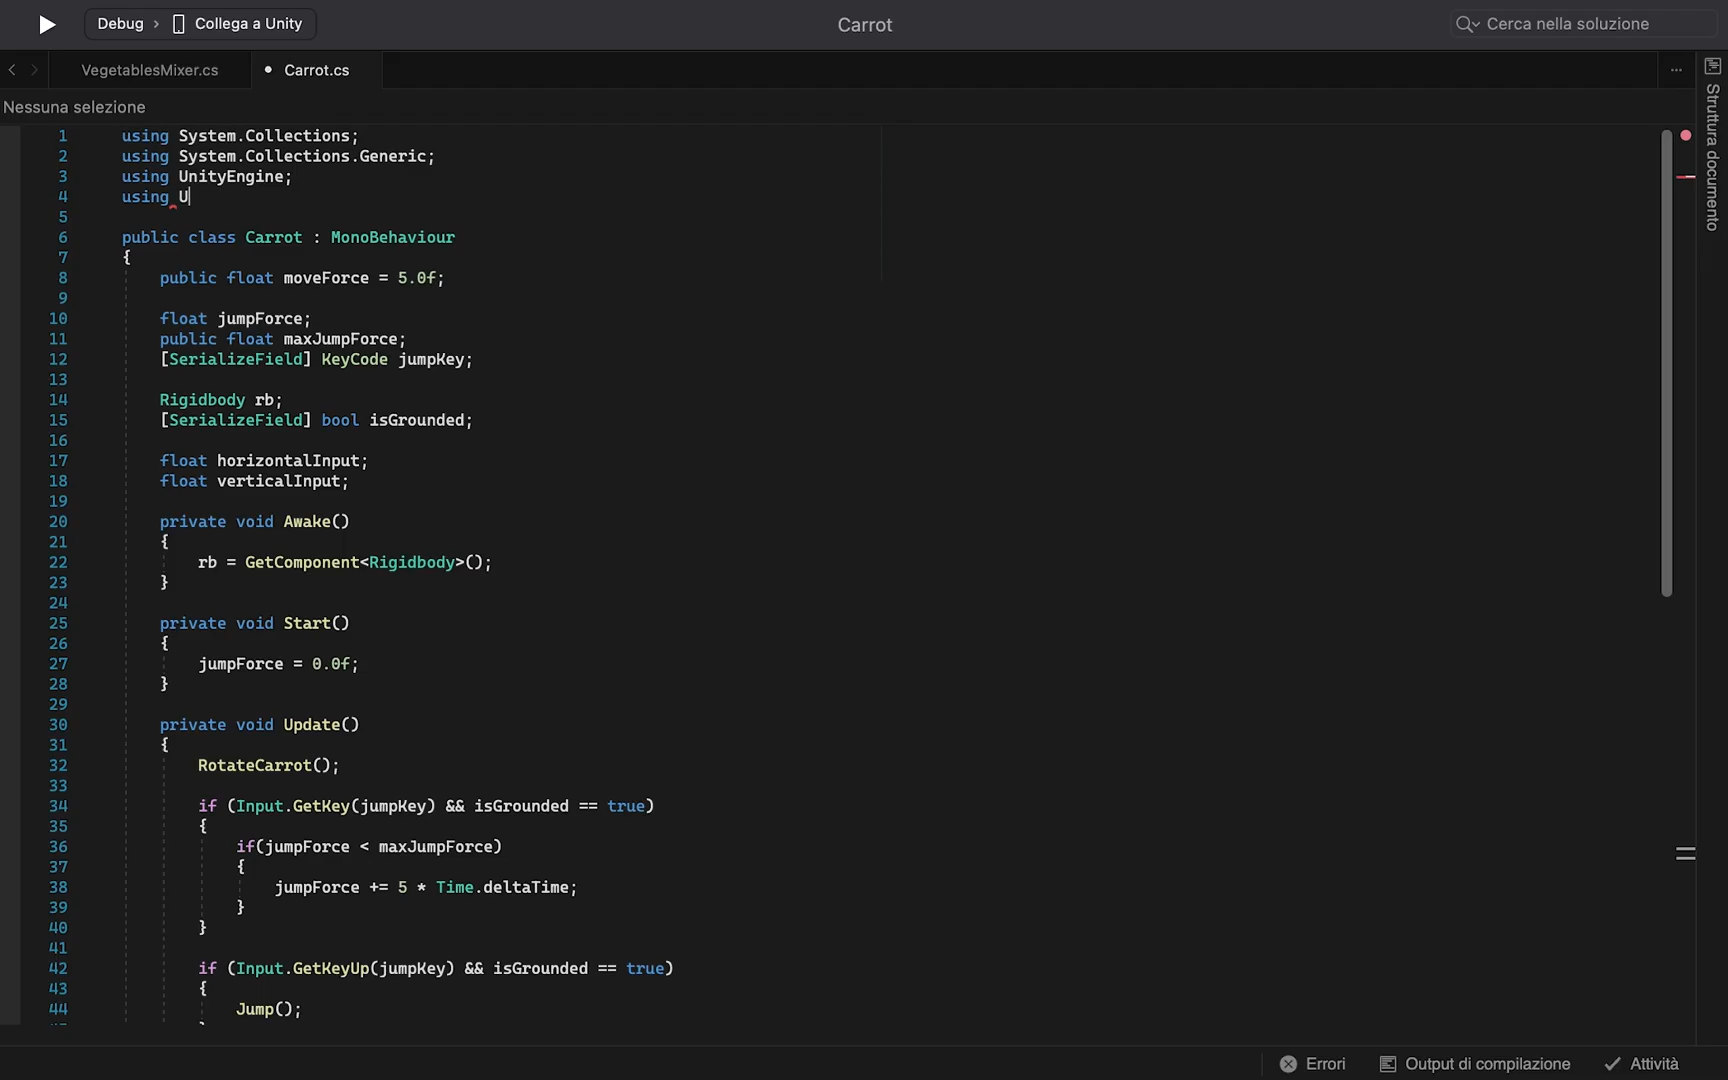 Debug › Collega a Unity
Carrot
Cerca nella soluzione
VegetablesMixer.cs
Carrot.cs
...
Nessuna selezione
Struttura documento
1 using System.Collections;
2 using System.Collections.Generic;
3 using UnityEngine;
4 using U
5
6 public class Carrot : MonoBehaviour
7 {
8 public float moveForce = 5.0f;
9
10 float jumpForce;
11 public float maxJumpForce;
12 [SerializeField] KeyCode jumpKey;
13
14 Rigidbody rb;
15 [SerializeField] bool isGrounded;
16
17 float horizontalInput;
18 float verticalInput;
19
20 private void Awake()
21 {
22 rb = GetComponent<Rigidbody>();
23 }
24
25 private void Start()
26 {
27 jumpForce = 0.0f;
28 }
29
30 private void Update()
31 {
32 RotateCarrot();
33
34 if (Input.GetKey(jumpKey) && isGrounded == true)
35 {
36 if(jumpForce < maxJumpForce)
37 {
38 jumpForce += 5 * Time.deltaTime;
39 }
40 }
41
42 if (Input.GetKeyUp(jumpKey) && isGrounded == true)
43 {
44 Jump();
Errori
Output di compilazione
Attività